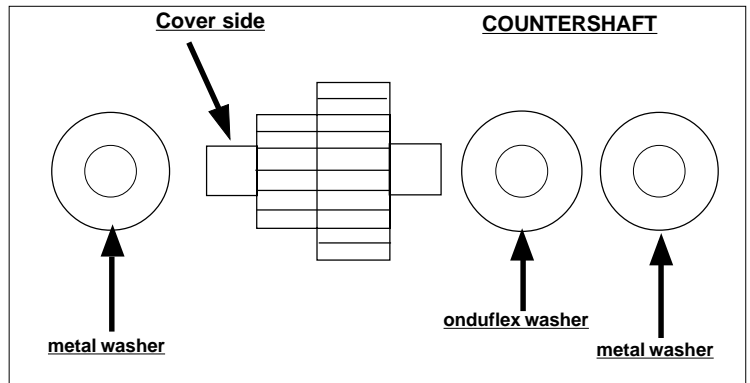 Cover side
COUNTERSHAFT
onduflex washer
metal washer
metal washer